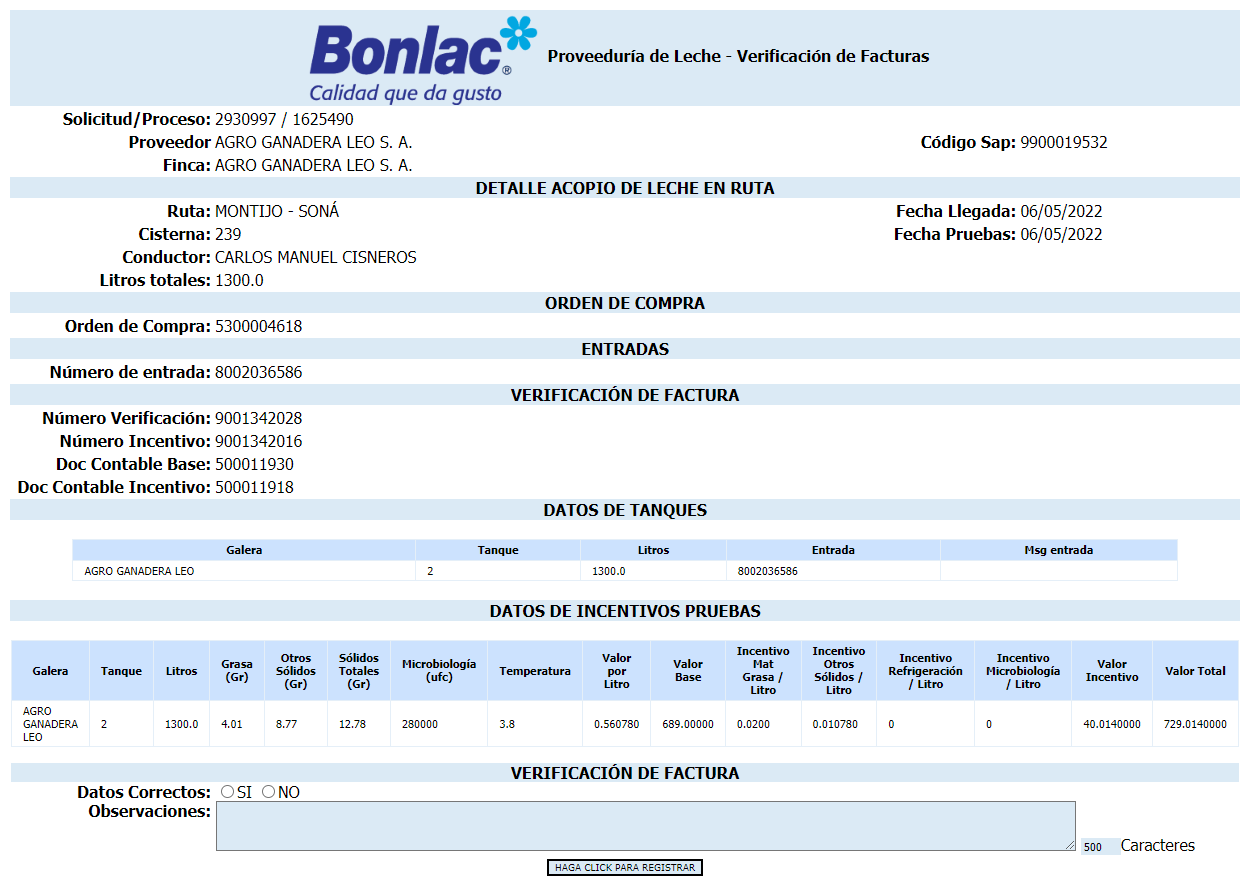 Bonlac®
Calidad que da gusto
Proveeduría de Leche - Verificación de Facturas
Solicitud/Proceso: 2930997 / 1625490
Proveedor AGRO GANADERA LEO S. A. Código Sap: 9900019532
Finca: AGRO GANADERA LEO S. A.
DETALLE ACOPIO DE LECHE EN RUTA
Ruta: MONTIJO - SONÁ Fecha Llegada: 06/05/2022
Cisterna: 239 Fecha Pruebas: 06/05/2022
Conductor: CARLOS MANUEL CISNEROS
Litros totales: 1300.0
ORDEN DE COMPRA
Orden de Compra: 5300004618
ENTRADAS
Número de entrada: 8002036586
VERIFICACIÓN DE FACTURA
Número Verificación: 9001342028
Número Incentivo: 9001342016
Doc Contable Base: 500011930
Doc Contable Incentivo: 500011918
DATOS DE TANQUES
Galera Tanque Litros Entrada Msg entrada
AGRO GANADERA LEO 2 1300.0 8002036586
DATOS DE INCENTIVOS PRUEBAS
Galera Tanque Litros Grasa (Gr) Otros Sólidos (Gr) Sólidos Totales (Gr) Microbiología (ufc) Temperatura Valor por Litro Valor Base Incentivo Mat Grasa / Litro Incentivo Otros Sólidos / Litro Incentivo Refrigeración / Litro Incentivo Microbiología / Litro Valor Incentivo Valor Total
AGRO GANADERA LEO 2 1300.0 4.01 8.77 12.78 280000 3.8 0.560780 689.00000 0.0200 0.010780 0 0 40.0140000 729.0140000
VERIFICACIÓN DE FACTURA
Datos Correctos: SI NO
Observaciones:
500 Caracteres
HAGA CLICK PARA REGISTRAR